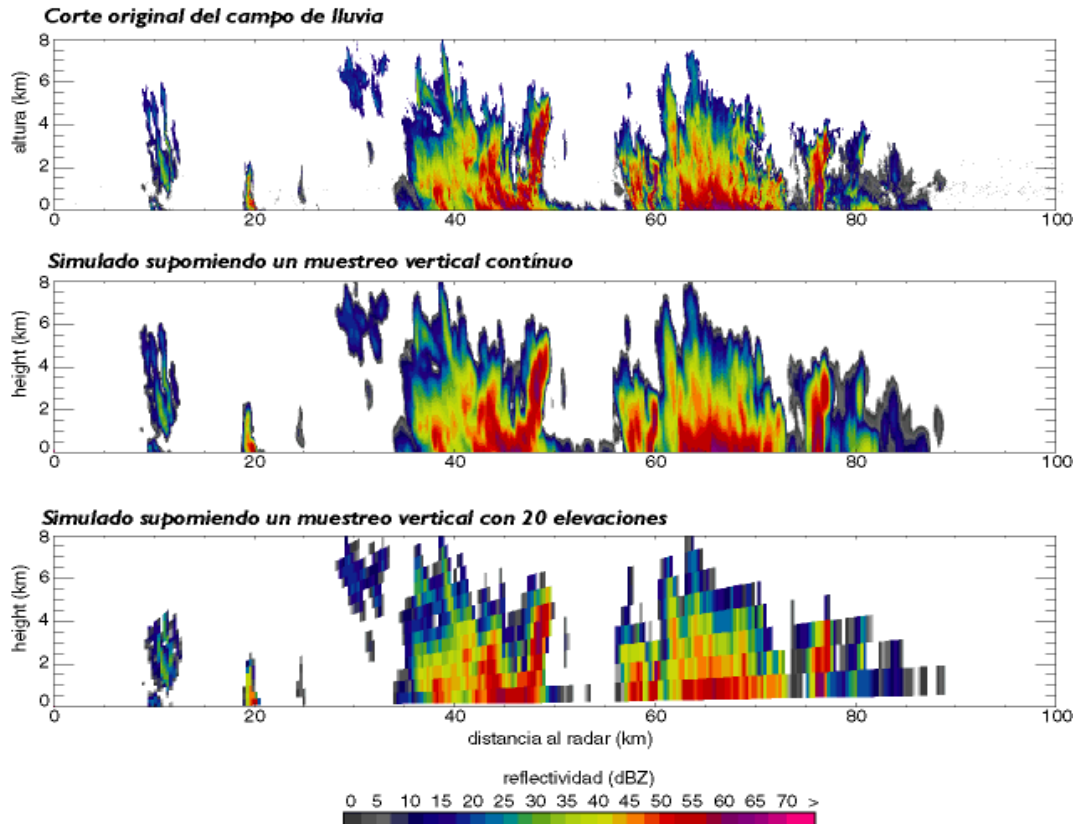 Corte original del campo de lluvia
8
6
4
2
0
altura (km)
0 20 40 60 80 100
Simulado supomiendo un muestreo vertical contínuo
8
6
4
2
0
height (km)
0 20 40 60 80 100
Simulado supomiendo un muestreo vertical con 20 elevaciones
8
6
4
2
0
height (km)
0 20 40 60 80 100
distancia al radar (km)
reflectividad (dBZ)
0 5 10 15 20 25 30 35 40 45 50 55 60 65 70 >